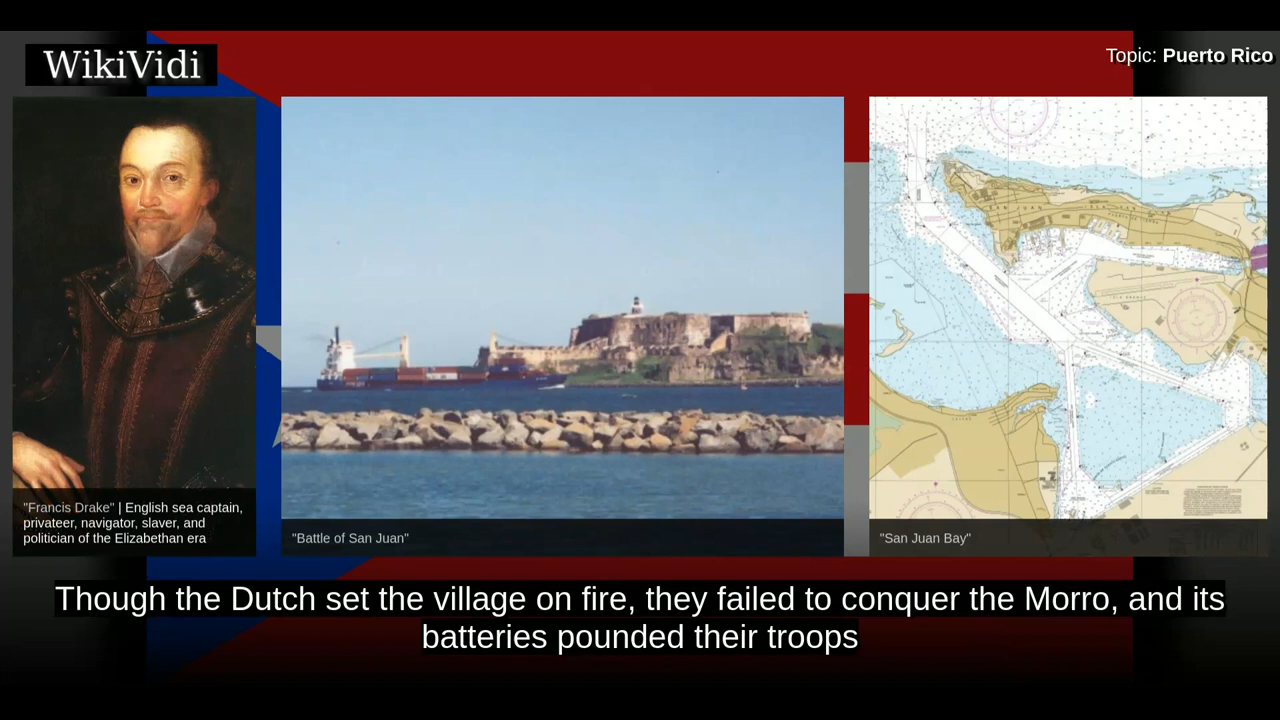 WikiVidi
Topic: Puerto Rico
"Francis Drake" | English sea captain,
privateer, navigator, slaver, and
politician of the Elizabethan era
"Battle of San Juan"
"San Juan Bay"
Though the Dutch set the village on fire, they failed to conquer the Morro, and its
batteries pounded their troops